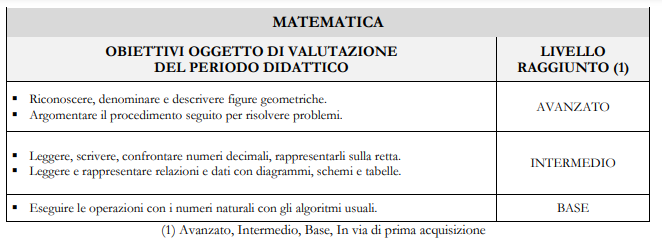 MATEMATICA
OBIETTIVI OGGETTO DI VALUTAZIONE
DEL PERIODO DIDATTICO
LIVELLO
RAGGIUNTO (1)
▪ Riconoscere, denominare e descrivere figure geometriche.
▪ Argomentare il procedimento seguito per risolvere problemi.
AVANZATO
▪ Leggere, scrivere, confrontare numeri decimali, rappresentarli sulla retta.
▪ Leggere e rappresentare relazioni e dati con diagrammi, schemi e tabelle.
INTERMEDIO
▪ Eseguire le operazioni con i numeri naturali con gli algoritmi usuali.
BASE
(1) Avanzato, Intermedio, Base, In via di prima acquisizione